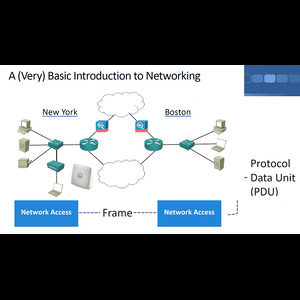 A (Very) Basic Introduction to Networking
New York
Boston
Protocol
- Data Unit
(PDU)
Network Access
Frame
Network Access